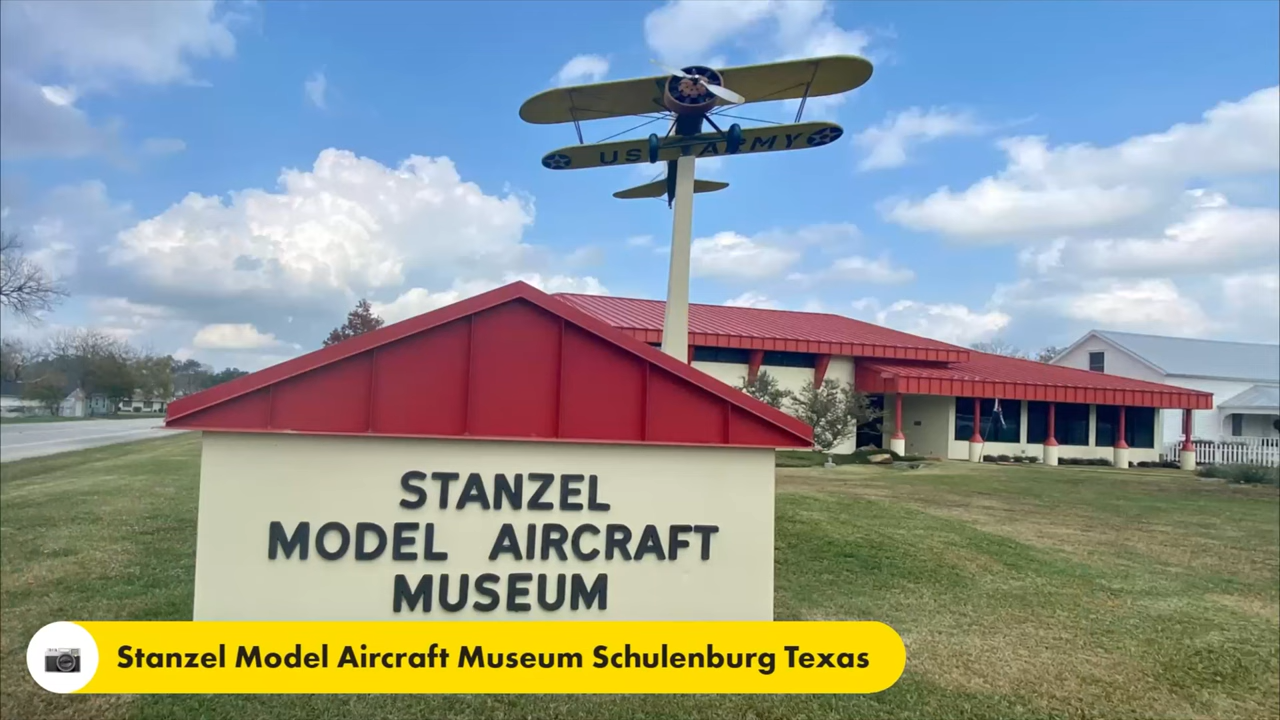 US ARMY
STANZEL
MODEL AIRCRAFT
MUSEUM
Stanzel Model Aircraft Museum Schulenburg Texas